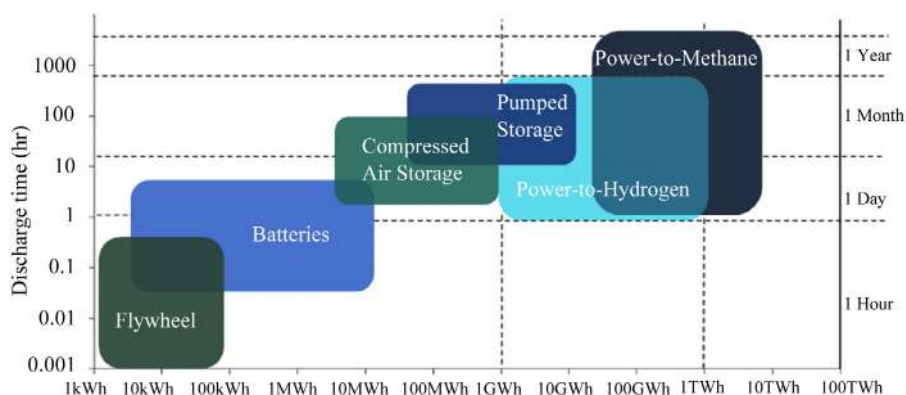 Discharge time (hr)
1000
100
10
1
0.1
0.01
0.001
Power-to-Methane
Pumped
Storage
Compressed
Air Storage
Power-to-Hydrogen
Batteries
Flywheel
1 Year
1 Month
1 Day
1 Hour
1kWh 10kWh 100kWh 1MWh 10MWh 100MWh 1GWh 10GWh 100GWh 1TWh 10TWh 100TWh